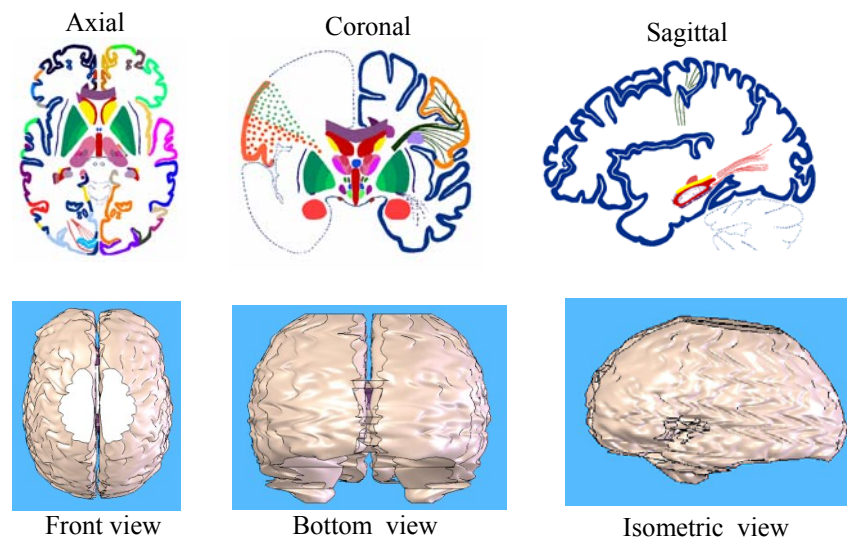 Axial
Coronal
Sagittal
Front view
Bottom view
Isometric view